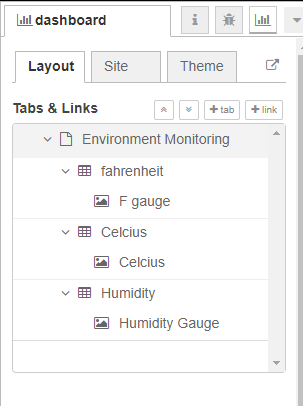 dashboard
Layout Site Theme
Tabs & Links + tab + link
Environment Monitoring
fahrenheit
F gauge
Celcius
Celcius
Humidity
Humidity Gauge